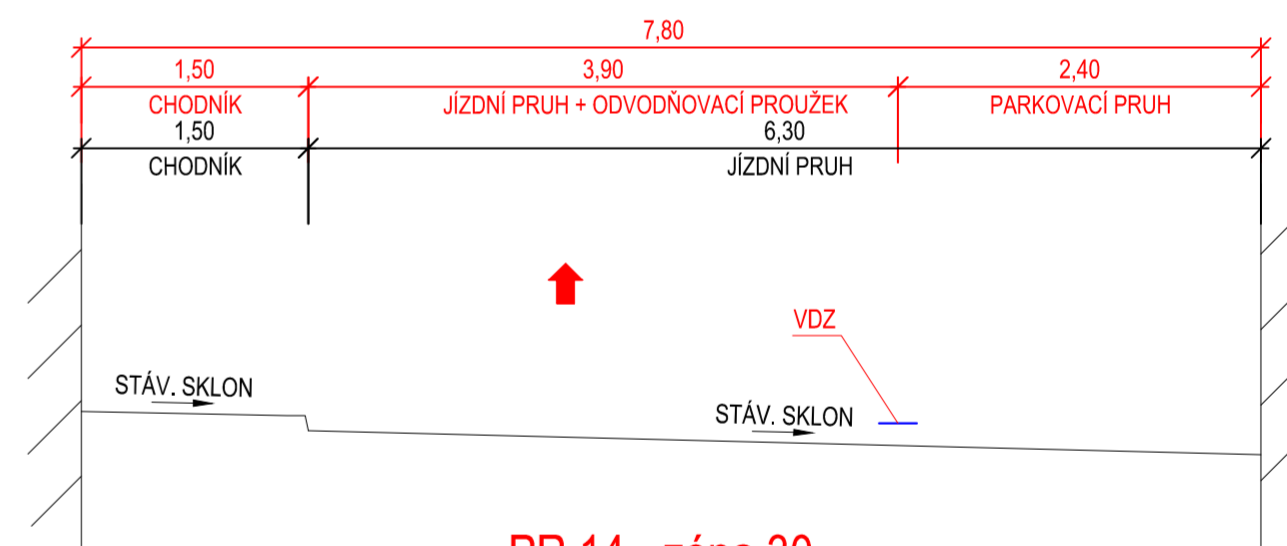 7,80
1,50 3,90 2,40
CHODNÍK JÍZDNÍ PRUH + ODVODŇOVACÍ PROUŽEK PARKOVACÍ PRUH
1,50 6,30
CHODNÍK JÍZDNÍ PRUH
VDZ
STÁV. SKLON
STÁV. SKLON